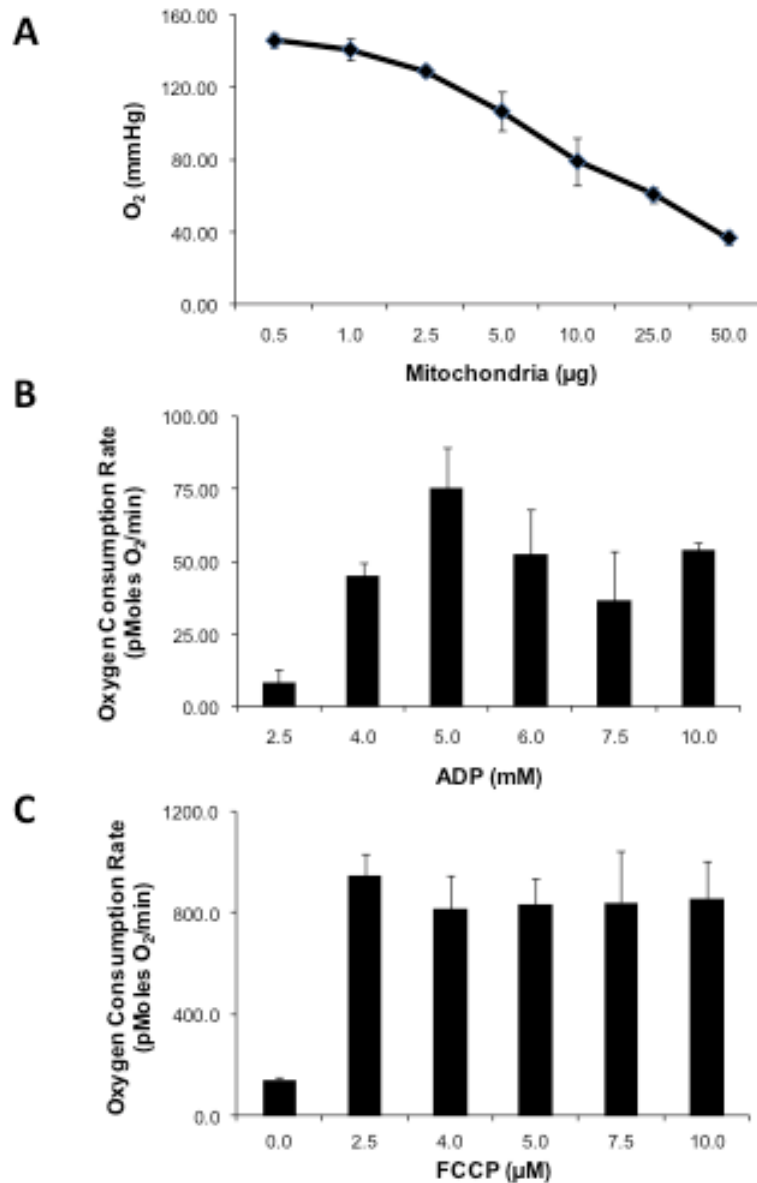 A
O₂ (mmHg)
160.00
120.00
80.00
40.00
0.00
0.5 1.0 2.5 5.0 10.0 25.0 50.0
Mitochondria (µg)
B
Oxygen Consumption Rate
(pMoles O₂/min)
100.00
75.00
50.00
25.00
0.00
2.5 4.0 5.0 6.0 7.5 10.0
ADP (mM)
C
Oxygen Consumption Rate
(pMoles O₂/min)
1200.0
800.0
400.0
0.0
0.0 2.5 4.0 5.0 7.5 10.0
FCCP (µM)